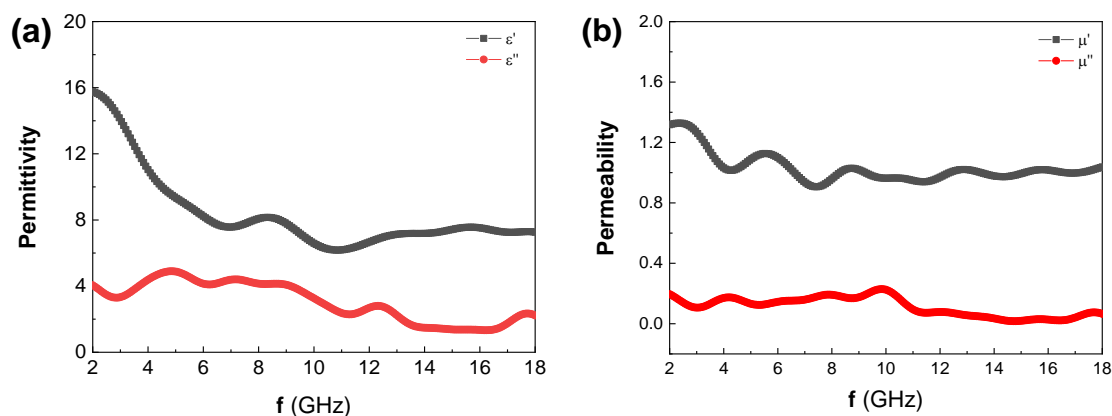 (a)
20
16
12
8
4
0
Permittivity
ε'
ε''
2 4 6 8 10 12 14 16 18
f (GHz)
(b)
2.0
1.6
1.2
0.8
0.4
0.0
Permeability
μ'
μ''
2 4 6 8 10 12 14 16 18
f (GHz)